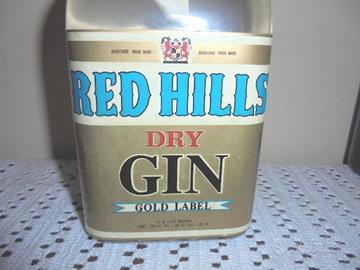 REGISTERED TRADE MARK
REGISTERED TRADE MARK
RED HILLS
DRY
GIN
GOLD LABEL